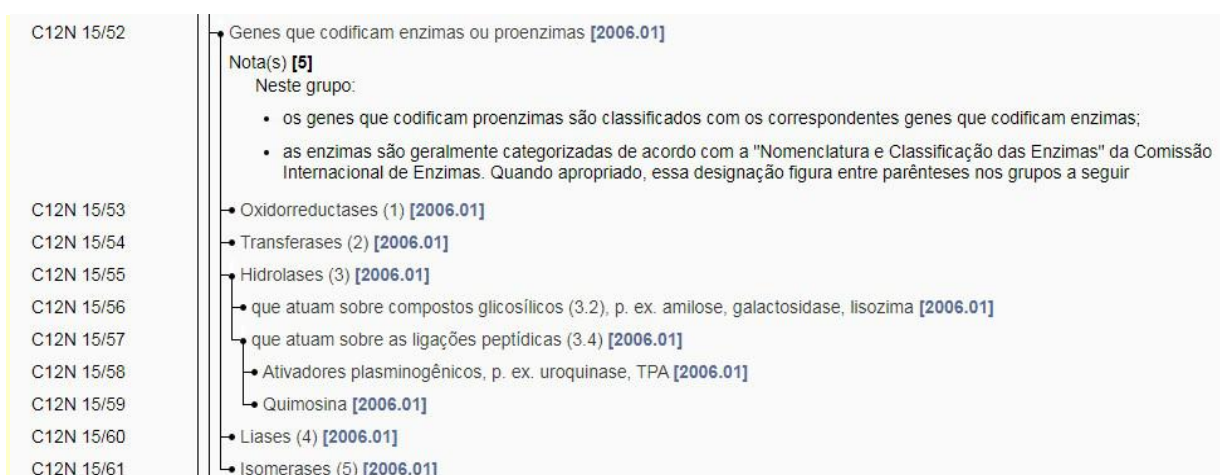 C12N 15/52 Genes que codificam enzimas ou proenzimas [2006.01]
Nota(s) [5]
Neste grupo:
• os genes que codificam proenzimas são classificados com os correspondentes genes que codificam enzimas;
• as enzimas são geralmente categorizadas de acordo com a "Nomenclatura e Classificação das Enzimas" da Comissão
Internacional de Enzimas. Quando apropriado, essa designação figura entre parênteses nos grupos a seguir
C12N 15/53 Oxidorreductases (1) [2006.01]
C12N 15/54 Transferases (2) [2006.01]
C12N 15/55 Hidrolases (3) [2006.01]
C12N 15/56 que atuam sobre compostos glicosílicos (3.2), p. ex. amilose, galactosidase, lisozima [2006.01]
C12N 15/57 que atuam sobre as ligações peptídicas (3.4) [2006.01]
C12N 15/58 Ativadores plasminogênicos, p. ex. uroquinase, TPA [2006.01]
C12N 15/59 Quimosina [2006.01]
C12N 15/60 Liases (4) [2006.01]
C12N 15/61 Isomerases (5) [2006.01]